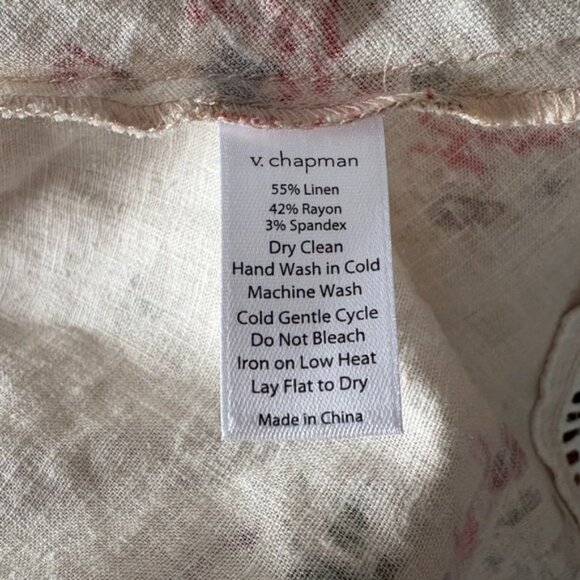 v. chapman
55% Linen
42% Rayon
3% Spandex
Dry Clean
Hand Wash in Cold
Machine Wash
Cold Gentle Cycle
Do Not Bleach
Iron on Low Heat
Lay Flat to Dry
Made in China